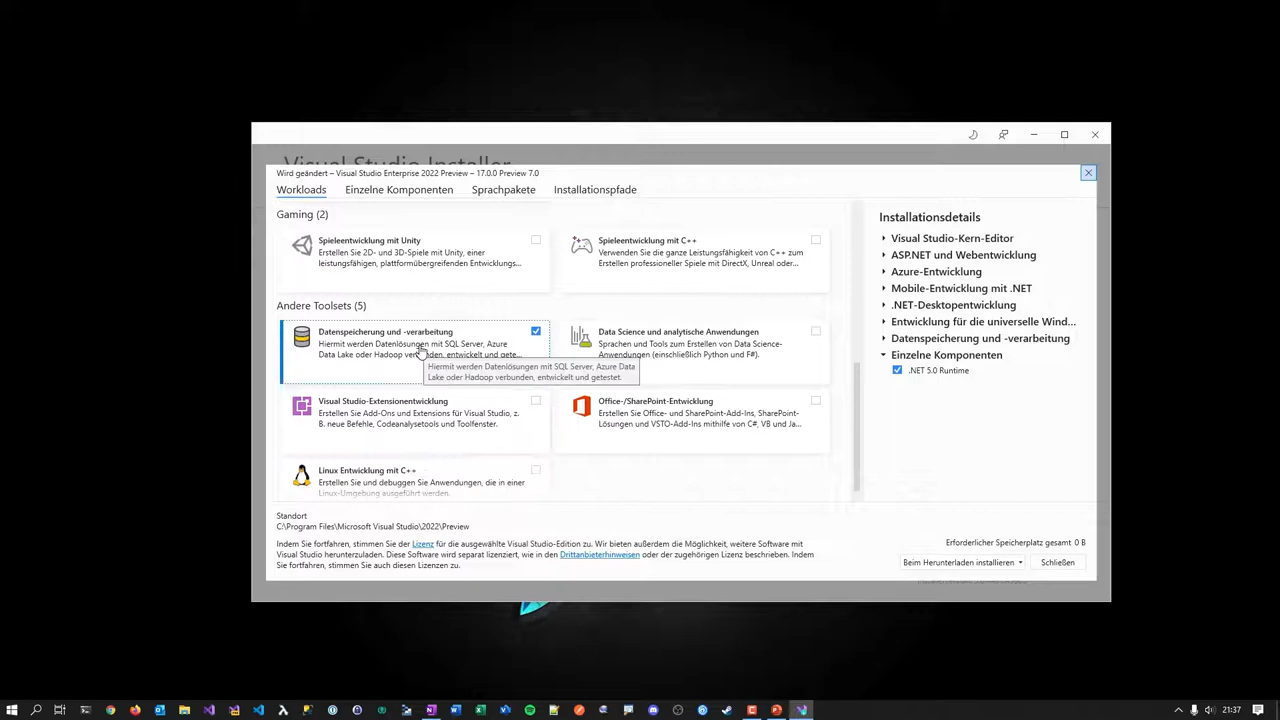 Visual Studio Installer
Wird geändert – Visual Studio Enterprise 2022 Preview – 17.0.0 Preview 7.0
Workloads Einzelne Komponenten Sprachpakete Installationspfade
Gaming (2)
Spieleentwicklung mit Unity
Erstellen Sie 2D- und 3D-Spiele mit Unity, einer
leistungsfähigen, plattformübergreifenden Entwicklungs...
Spieleentwicklung mit C++
Verwenden Sie die ganze Leistungsfähigkeit von C++ zum
Erstellen professioneller Spiele mit DirectX, Unreal oder...
Andere Toolsets (5)
Datenspeicherung und -verarbeitung
Hiermit werden Datenlösungen mit SQL Server, Azure
Data Lake oder Hadoop verbunden, entwickelt und gete...
Data Science und analytische Anwendungen
Sprachen und Tools zum Erstellen von Data Science-
Anwendungen (einschließlich Python und F#).
Hiermit werden Datenlösungen mit SQL Server, Azure Data
Lake oder Hadoop verbunden, entwickelt und getestet.
Visual Studio-Extensionentwicklung
Erstellen Sie Add-Ons und Extensions für Visual Studio, z.
B. neue Befehle, Codeanalysetools und Toolfenster.
Office-/SharePoint-Entwicklung
Erstellen Sie Office- und SharePoint-Add-Ins, SharePoint-
Lösungen und VSTO-Add-Ins mithilfe von C#, VB und Ja...
Linux Entwicklung mit C++
Erstellen und debuggen Sie Anwendungen, die in einer
Linux-Umgebung ausgeführt werden.
Installationsdetails
Visual Studio-Kern-Editor
ASP.NET und Webentwicklung
Azure-Entwicklung
Mobile-Entwicklung mit .NET
.NET-Desktopentwicklung
Entwicklung für die universelle Wind...
Datenspeicherung und -verarbeitung
Einzelne Komponenten
.NET 5.0 Runtime
Standort
C:\Program Files\Microsoft Visual Studio\2022\Preview
Indem Sie fortfahren, stimmen Sie der Lizenz für die ausgewählte Visual Studio-Edition zu. Wir bieten außerdem die Möglichkeit, weitere Software mit
Visual Studio herunterzuladen. Diese Software wird separat lizenziert, wie in den Drittanbieterhinweisen oder der zugehörigen Lizenz beschrieben. Indem
Sie fortfahren, stimmen Sie auch diesen Lizenzen zu.
Erforderlicher Speicherplatz gesamt 0 B
Beim Herunterladen installieren Schließen
21:37